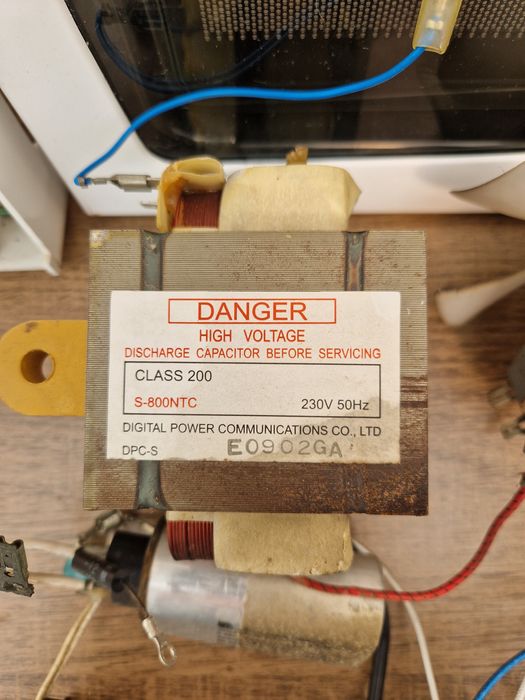 DANGER
HIGH VOLTAGE
DISCHARGE CAPACITOR BEFORE SERVICING
CLASS 200
S-800NTC 230V 50Hz
DIGITAL POWER COMMUNICATIONS CO., LTD
DPC-S E0902GA